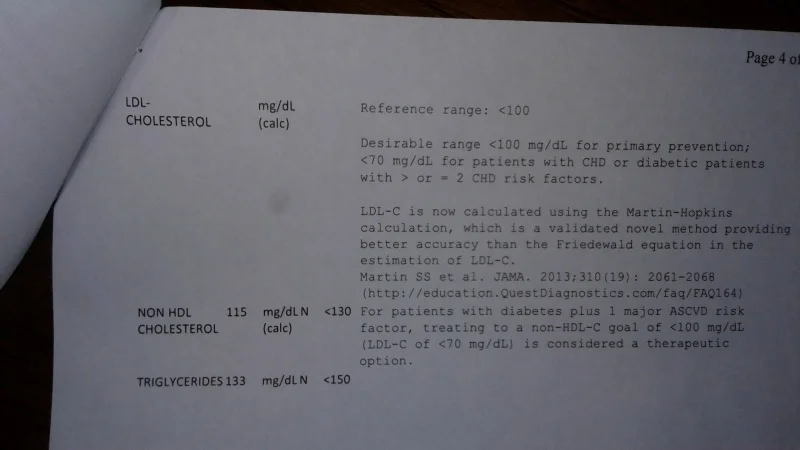 Page 4 of
LDL- mg/dL Reference range: <100
CHOLESTEROL (calc)
Desirable range <100 mg/dL for primary prevention;
<70 mg/dL for patients with CHD or diabetic patients
with > or = 2 CHD risk factors.
LDL-C is now calculated using the Martin-Hopkins
calculation, which is a validated novel method providing
better accuracy than the Friedewald equation in the
estimation of LDL-C.
Martin SS et al. JAMA. 2013;310(19): 2061-2068
(http://education.QuestDiagnostics.com/faq/FAQ164)
NON HDL 115 mg/dL N <130 For patients with diabetes plus 1 major ASCVD risk
CHOLESTEROL (calc) factor, treating to a non-HDL-C goal of <100 mg/dL
(LDL-C of <70 mg/dL) is considered a therapeutic
option.
TRIGLYCERIDES 133 mg/dL N <150